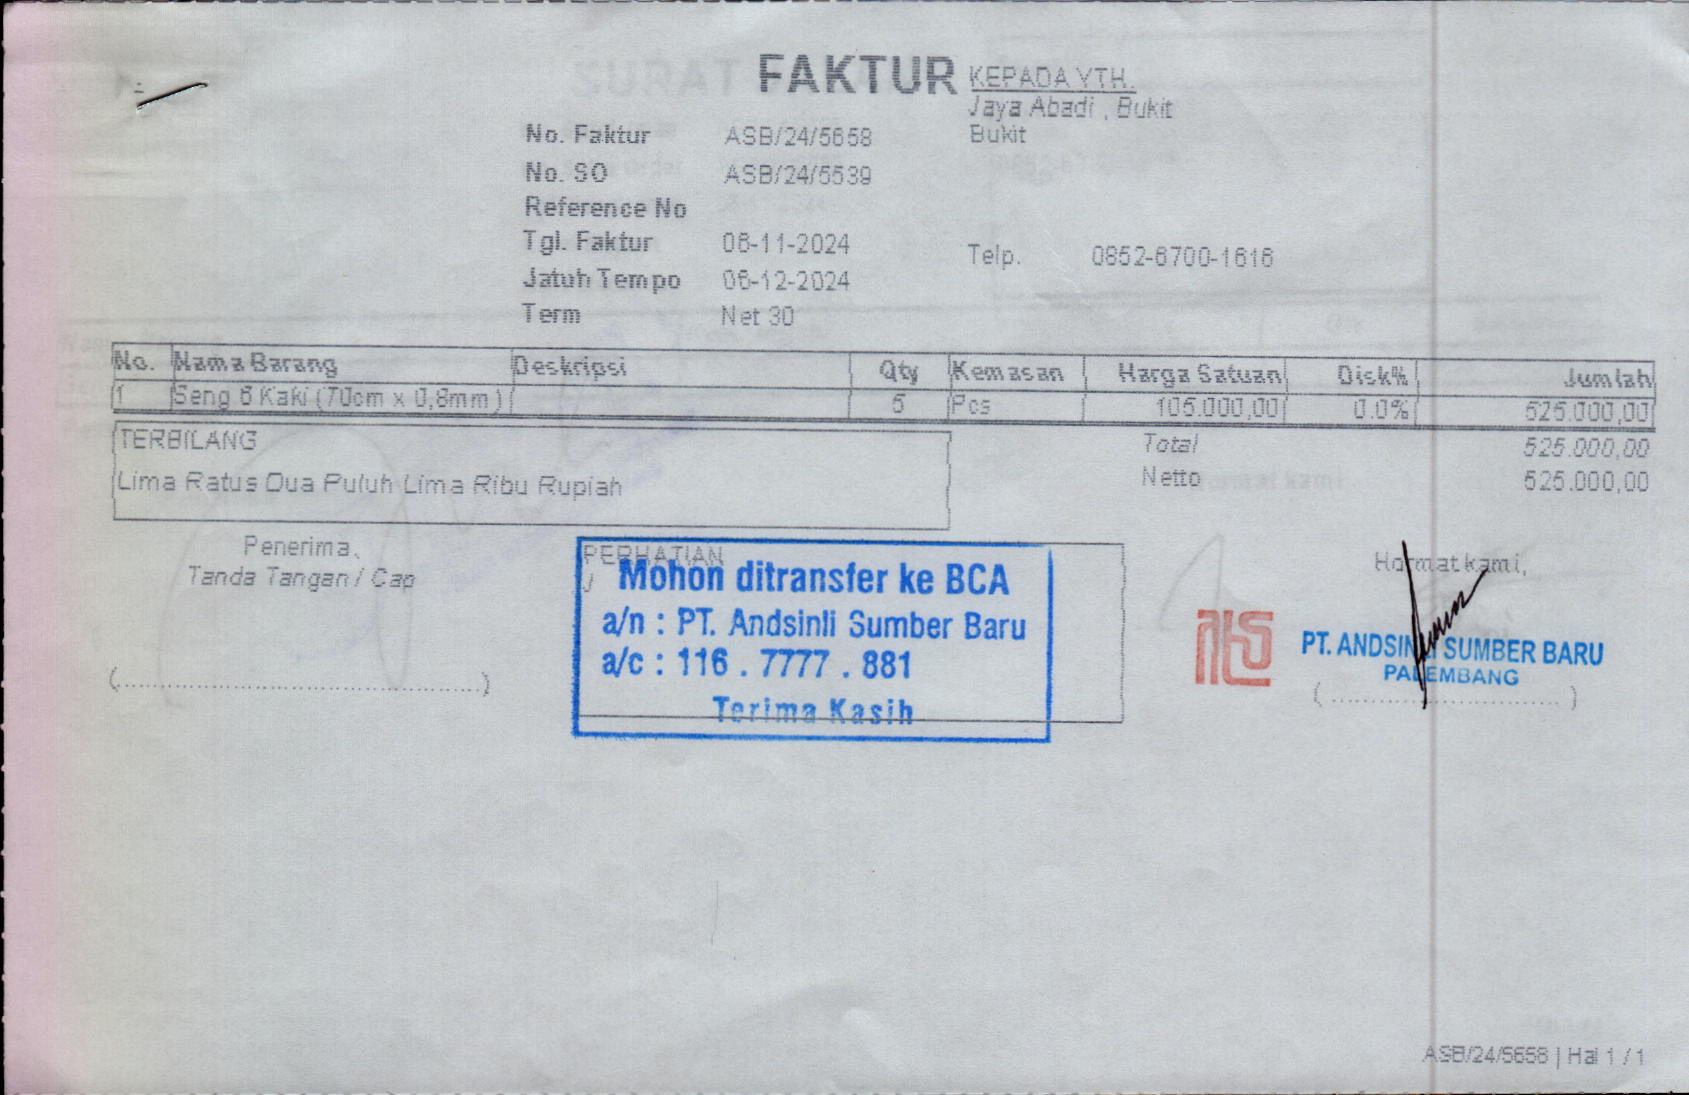 FAKTUR
KEPADA YTH.
Jaya Abadi , Bukit
Bukit
No. Faktur ASB/24/5658
No. SO ASB/24/5539
Reference No
Tgl. Faktur 06-11-2024
Jatuh Tempo 06-12-2024
Term Net 30
Telp. 0852-6700-1616
No. Nama Barang Deskripsi Qty Kemasan Harga Satuan Disk% Jumlah
1 Seng 6 Kaki (70cm x 0,8mm) 5 Pcs 105.000,00 0.0% 525.000,00
TERBILANG
Lima Ratus Dua Puluh Lima Ribu Rupiah
Total 525.000,00
Netto 525.000,00
Penerima,
Tanda Tangan / Cap
(........................................)
PERHATIAN
Mohon ditransfer ke BCA
a/n : PT. Andsinli Sumber Baru
a/c : 116 . 7777 . 881
Terima Kasih
Hormat kami,
PT. ANDSINLI SUMBER BARU
PALEMBANG
(..............................)
ASB/24/5658 | Hal 1 / 1